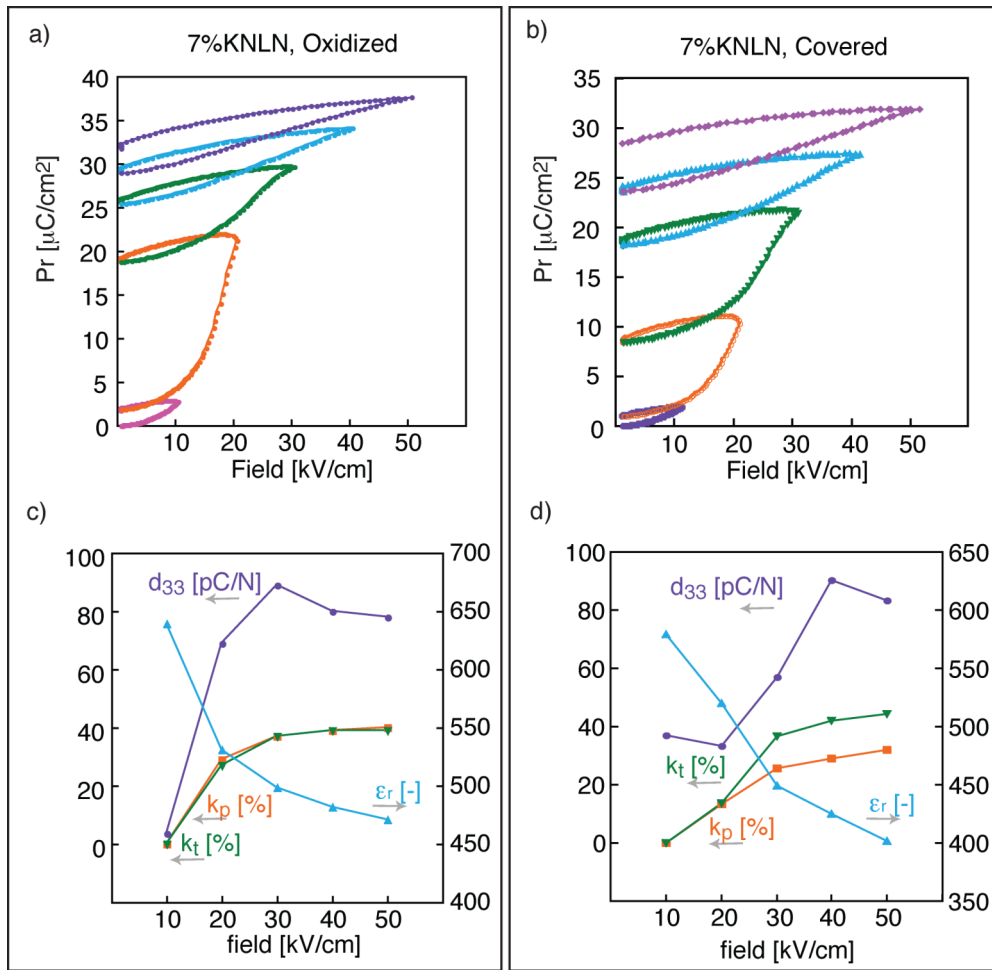 a)
7%KNLN, Oxidized
40
35
30
25
20
15
10
5
0
Pr [μC/cm2]
10 20 30 40 50
Field [kV/cm]
b)
7%KNLN, Covered
35
30
25
20
15
10
5
0
Pr [μC/cm2]
10 20 30 40 50
Field [kV/cm]
c)
100
80
60
40
20
0
700
650
600
550
500
450
400
d33 [pC/N]
εr [-]
kp [%]
kt [%]
10 20 30 40 50
field [kV/cm]
d)
100
80
60
40
20
0
650
600
550
500
450
400
350
d33 [pC/N]
kt [%]
εr [-]
kp [%]
10 20 30 40 50
field [kV/cm]